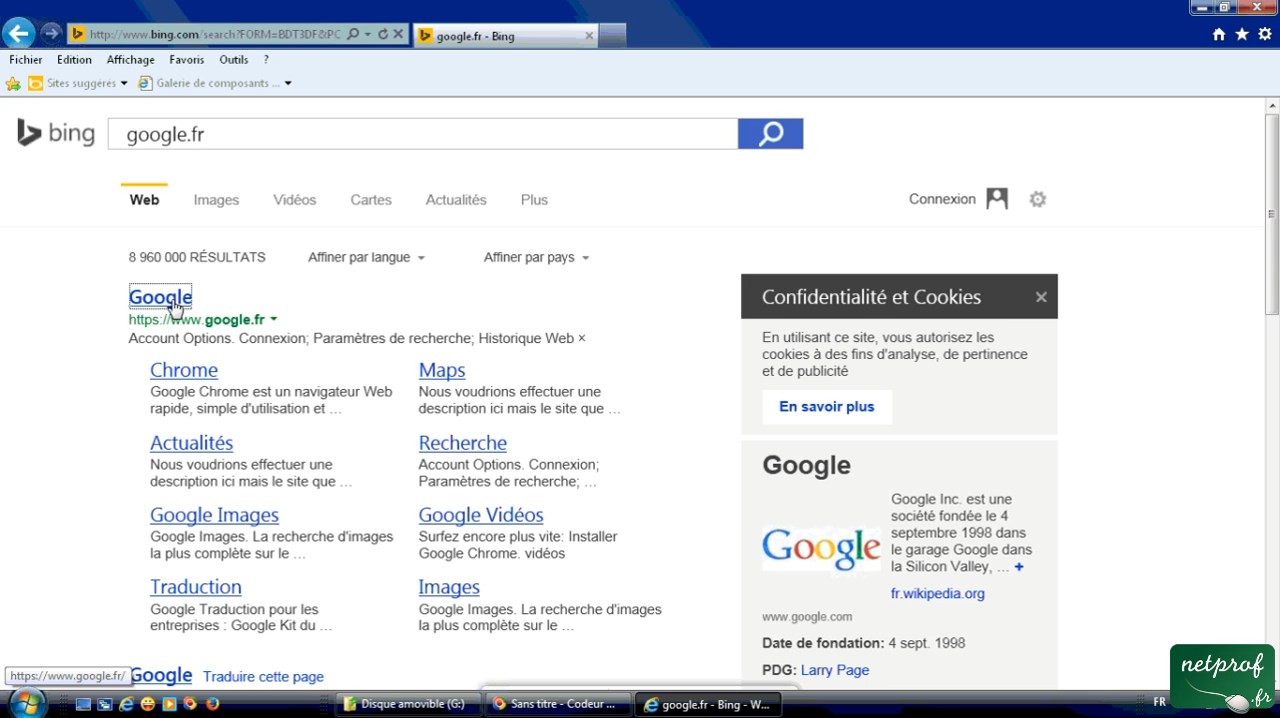 http://www.bing.com/search?FORM=BDT3DF&PC
google.fr - Bing
Fichier Edition Affichage Favoris Outils ?
Sites suggérés Galerie de composants ...
bing google.fr
Web Images Vidéos Cartes Actualités Plus Connexion
8 960 000 RÉSULTATS Affiner par langue Affiner par pays
Google
https://www.google.fr
Account Options. Connexion; Paramètres de recherche; Historique Web ×
Chrome
Google Chrome est un navigateur Web
rapide, simple d'utilisation et ...
Maps
Nous voudrions effectuer une
description ici mais le site que ...
Actualités
Nous voudrions effectuer une
description ici mais le site que ...
Recherche
Account Options. Connexion;
Paramètres de recherche; ...
Google Images
Google Images. La recherche d'images
la plus complète sur le ...
Google Vidéos
Surfez encore plus vite: Installer
Google Chrome. vidéos
Traduction
Google Traduction pour les
entreprises : Google Kit du ...
Images
Google Images. La recherche d'images
la plus complète sur le ...
Google Traduire cette page
https://www.google.fr/
Confidentialité et Cookies
En utilisant ce site, vous autorisez les
cookies à des fins d'analyse, de pertinence
et de publicité
En savoir plus
Google
Google
Google Inc. est une
société fondée le 4
septembre 1998 dans
le garage Google dans
la Silicon Valley, ... +
fr.wikipedia.org
www.google.com
Date de fondation: 4 sept. 1998
PDG: Larry Page
Disque amovible (G:) Sans titre - Codeur ... google.fr - Bing - W... FR
netprof
.fr